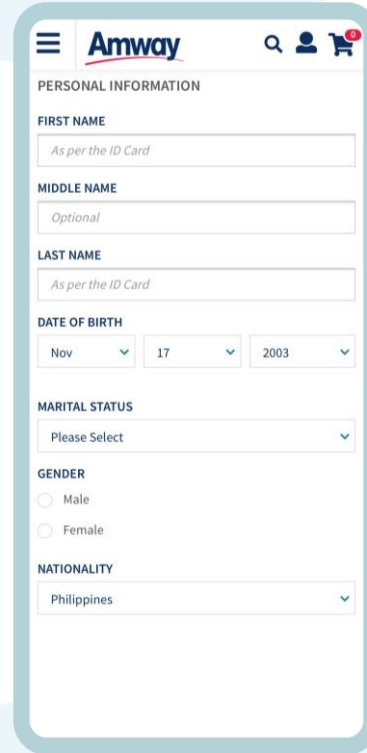 Amway
0
PERSONAL INFORMATION
FIRST NAME
As per the ID Card
MIDDLE NAME
Optional
LAST NAME
As per the ID Card
DATE OF BIRTH
Nov 17 2003
MARITAL STATUS
Please Select
GENDER
Male
Female
NATIONALITY
Philippines